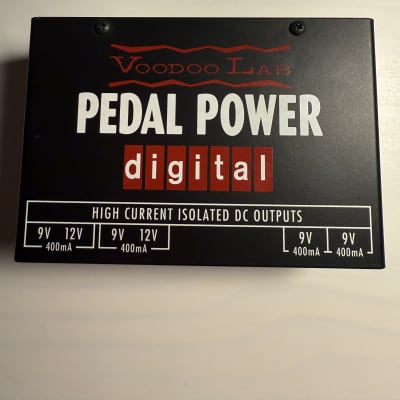 VOODOO LAB
PEDAL POWER
digital
HIGH CURRENT ISOLATED DC OUTPUTS
9V 12V 9V 12V 9V 9V
400mA 400mA 400mA 400mA